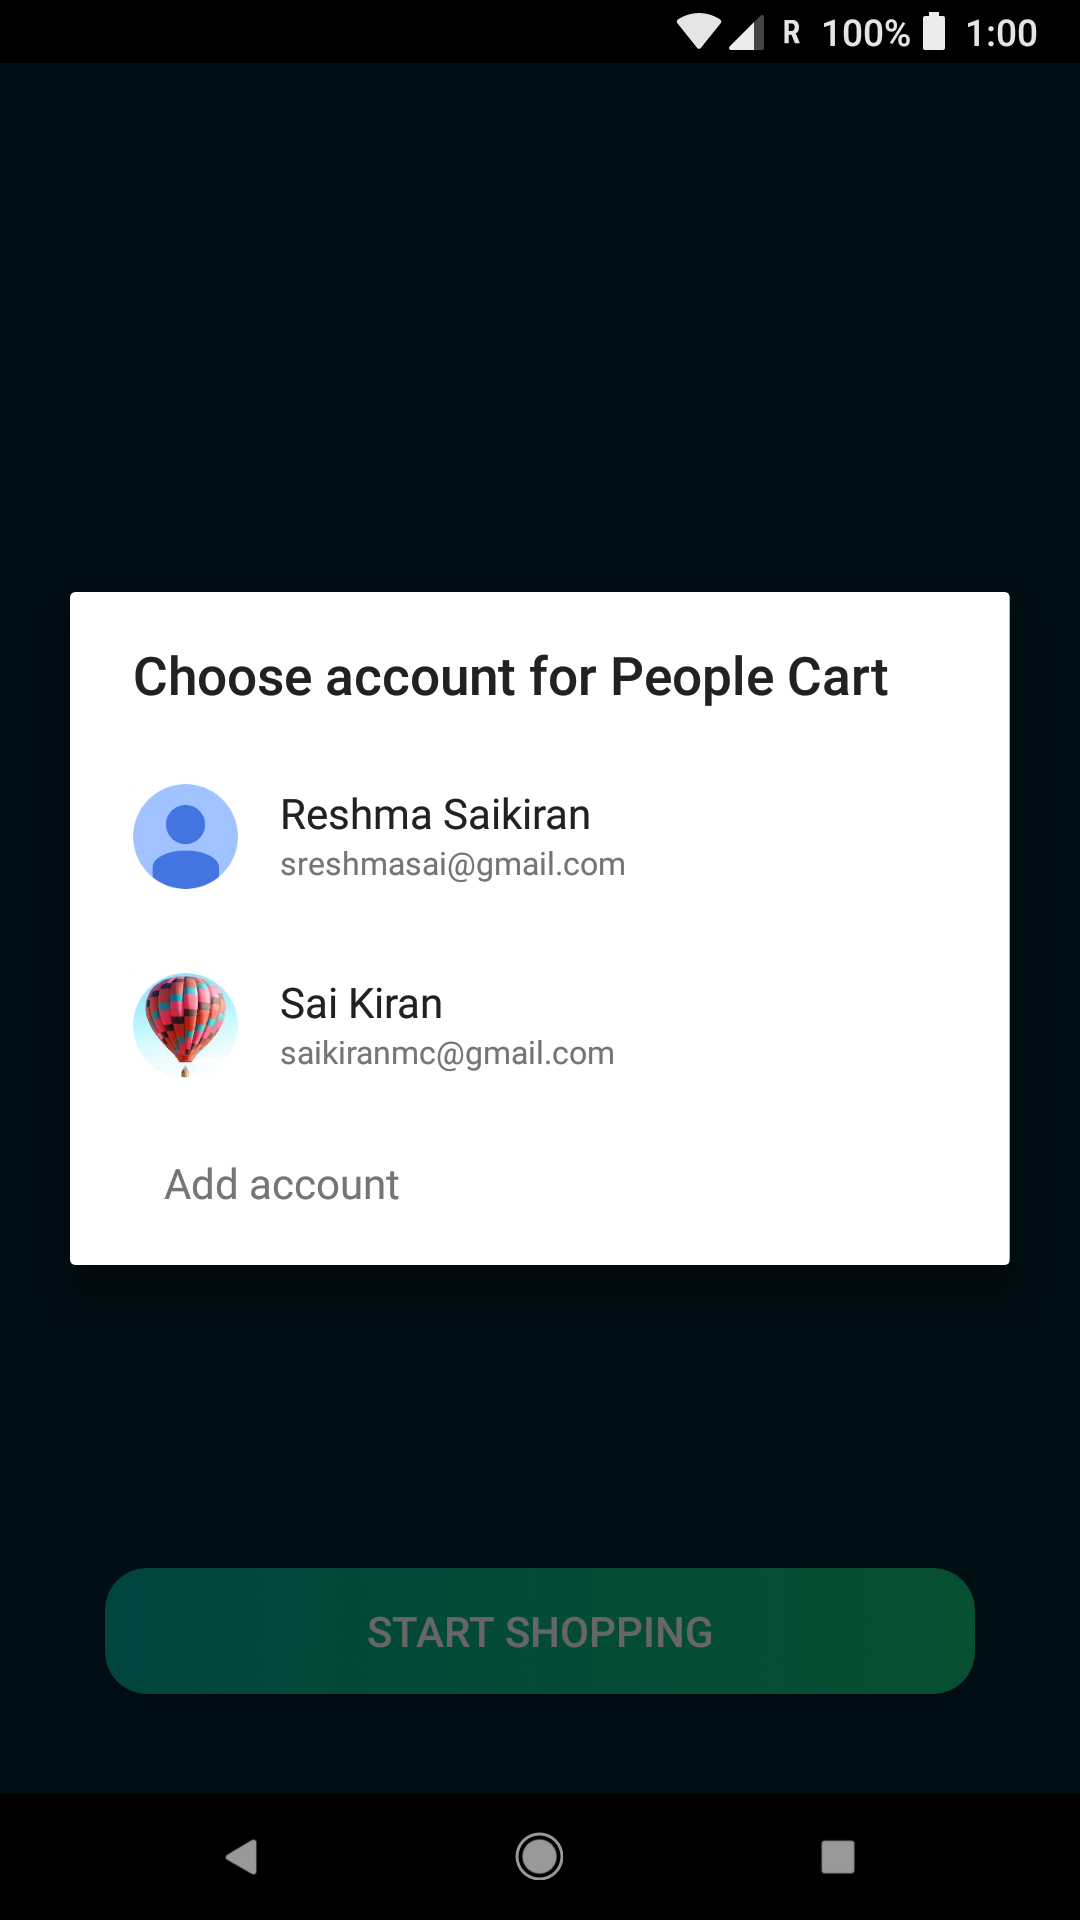 R 100% 1:00
Choose account for People Cart
Reshma Saikiran
sreshmasai@gmail.com
Sai Kiran
saikiranmc@gmail.com
Add account
START SHOPPING